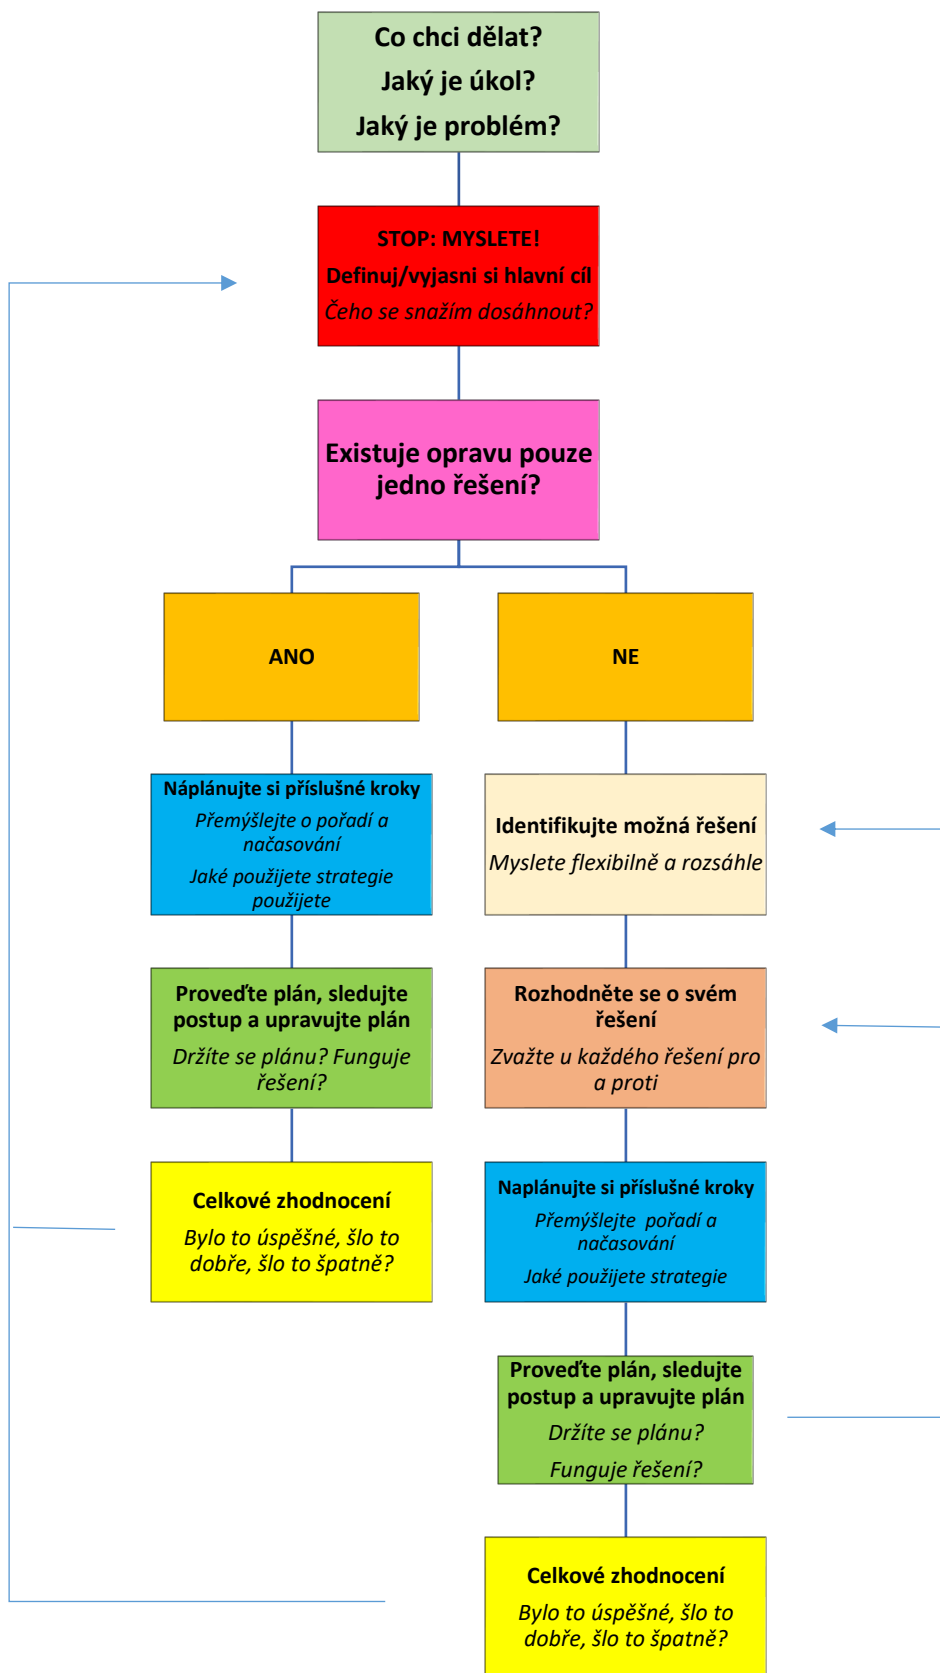 Co chci dělat?
Jaký je úkol?
Jaký je problém?
STOP: MYSLETE!
Definuj/vyjasni si hlavní cíl
Čeho se snažím dosáhnout?
Existuje opravu pouze
jedno řešení?
ANO
NE
Náplánujte si příslušné kroky
Přemýšlejte o pořadí a
načasování
Jaké použijete strategie
použijete
Identifikujte možná řešení
Myslete flexibilně a rozsáhle
Proveďte plán, sledujte
postup a upravujte plán
Držíte se plánu? Funguje
řešení?
Rozhodněte se o svém
řešení
Zvažte u každého řešení pro
a proti
Celkové zhodnocení
Bylo to úspěšné, šlo to
dobře, šlo to špatně?
Naplánujte si příslušné kroky
Přemýšlejte  pořadí a
načasování
Jaké použijete strategie
Proveďte plán, sledujte
postup a upravujte plán
Držíte se plánu?
Funguje řešení?
Celkové zhodnocení
Bylo to úspěšné, šlo to
dobře, šlo to špatně?